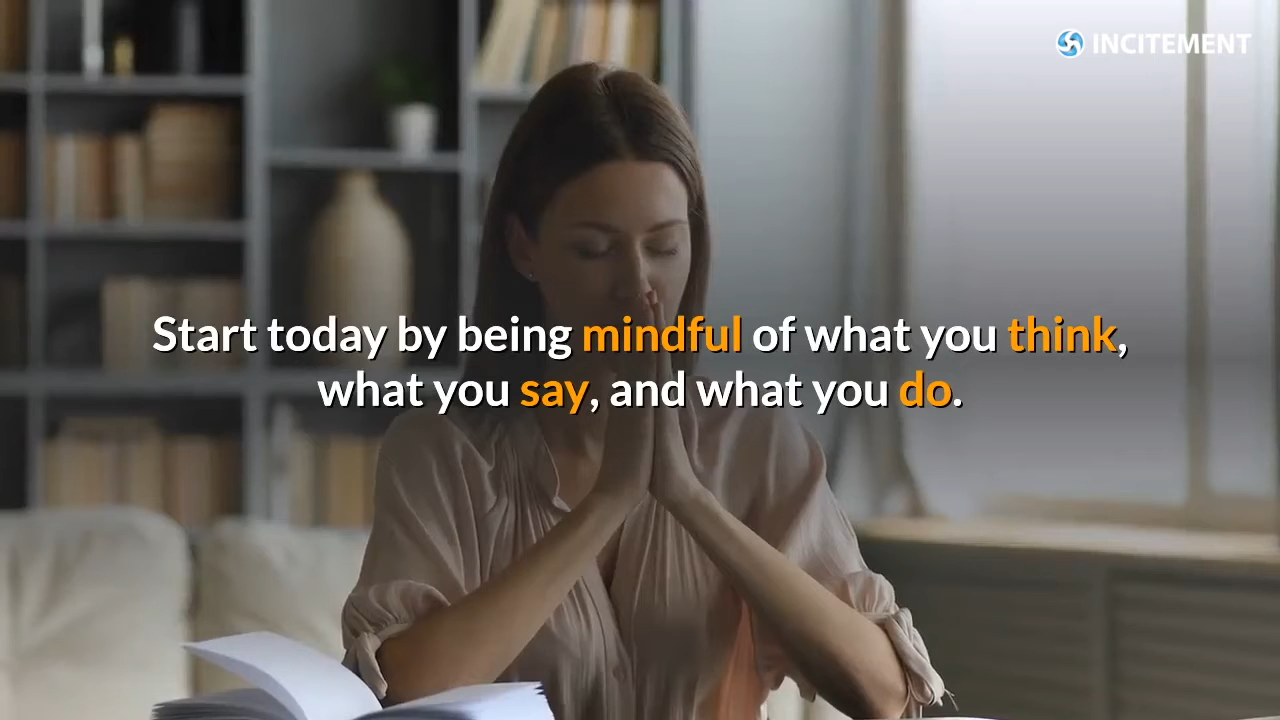 INCITEMENT
Start today by being mindful of what you think,
what you say, and what you do.